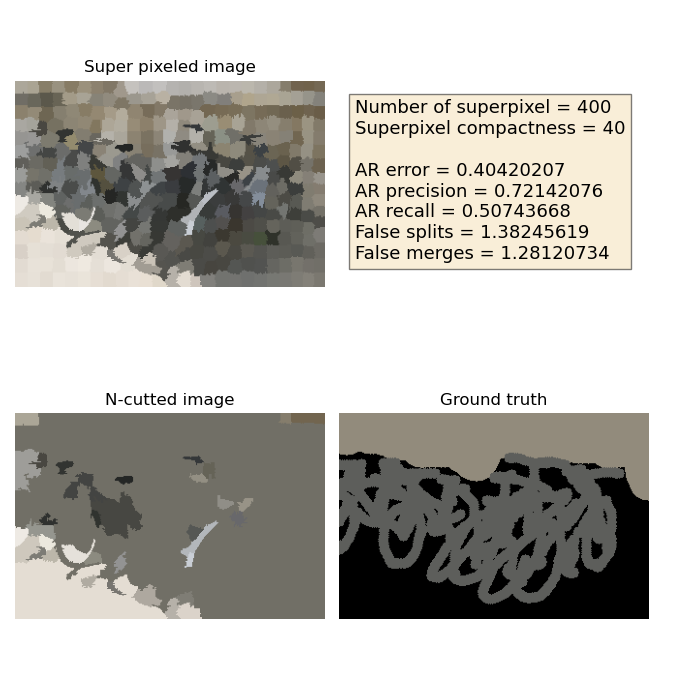 Super pixeled image
Number of superpixel = 400
Superpixel compactness = 40
AR error = 0.40420207
AR precision = 0.72142076
AR recall = 0.50743668
False splits = 1.38245619
False merges = 1.28120734
N-cutted image
Ground truth